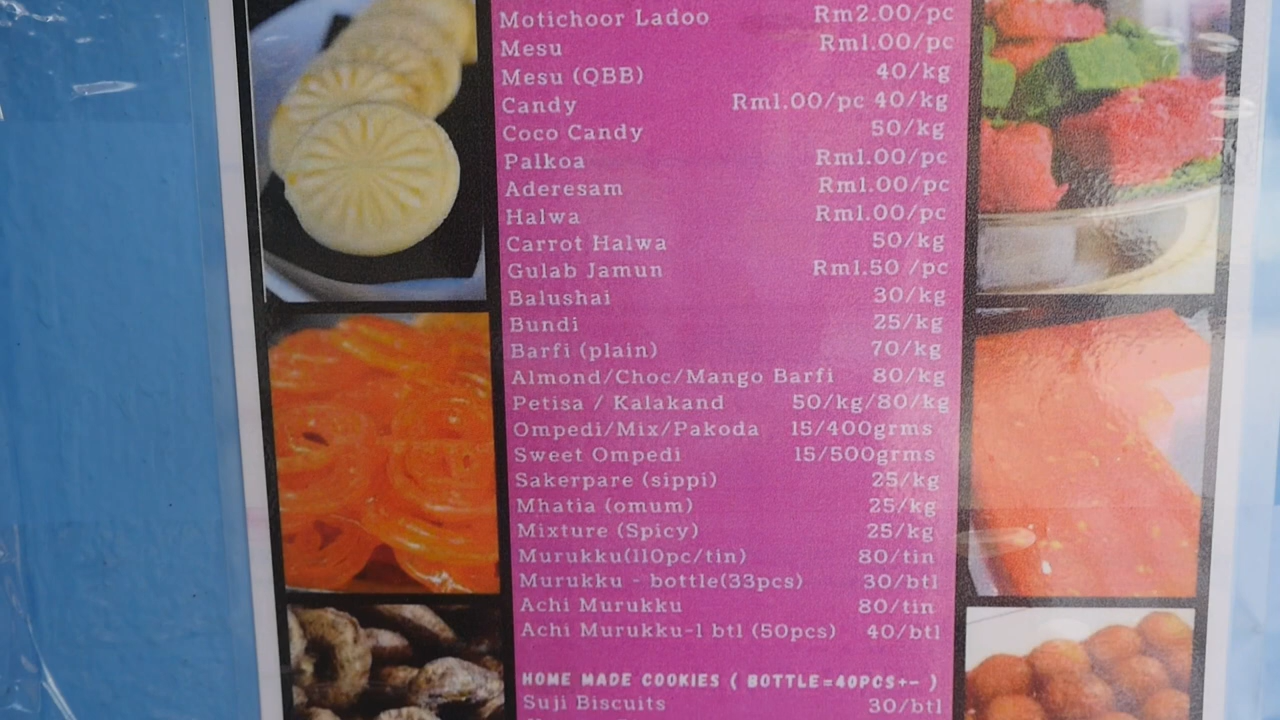 Motichoor Ladoo Rm2.00/pc
Mesu Rm1.00/pc
Mesu (QBB) 40/kg
Candy Rm1.00/pc 40/kg
Coco Candy 50/kg
Palkoa Rm1.00/pc
Aderesam Rm1.00/pc
Halwa Rm1.00/pc
Carrot Halwa 50/kg
Gulab Jamun Rm1.50 /pc
Balushai 30/kg
Bundi 25/kg
Barfi (plain) 70/kg
Almond/Choc/Mango Barfi 80/kg
Petisa / Kalakand 50/kg/80/kg
Ompedi/Mix/Pakoda 15/400grms
Sweet Ompedi 15/500grms
Sakerpare (sippi) 25/kg
Mhatia (omum) 25/kg
Mixture (Spicy) 25/kg
Murukku(110pc/tin) 80/tin
Murukku - bottle(33pcs) 30/btl
Achi Murukku 80/tin
Achi Murukku-1 btl (50pcs) 40/btl
HOME MADE COOKIES ( BOTTLE=40PCS+- )
Suji Biscuits 30/btl